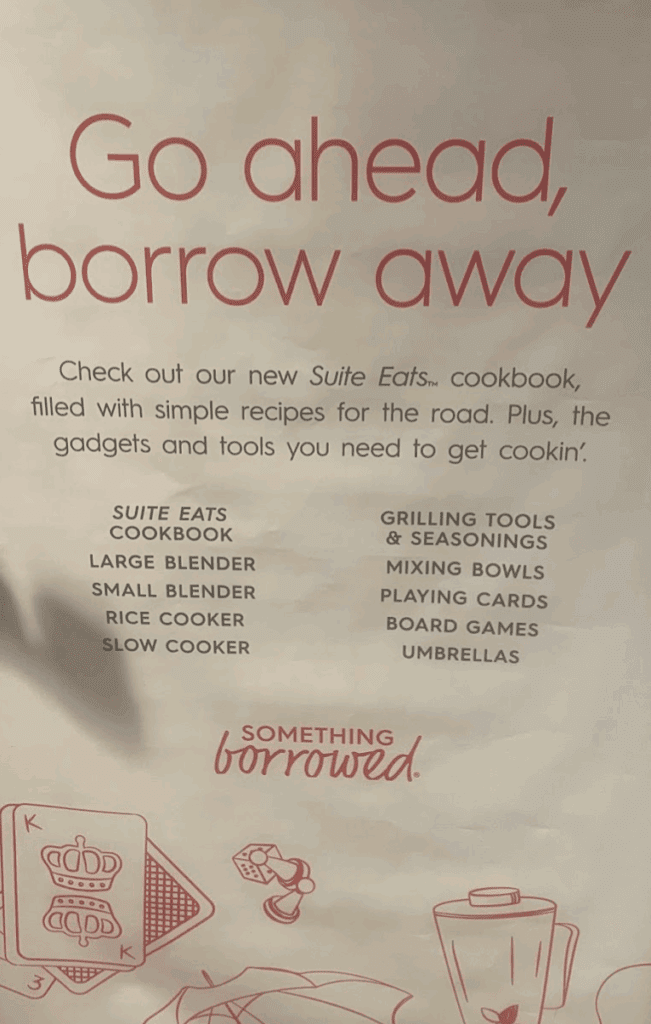 Go ahead,
borrow away
Check out our new Suite Eats™ cookbook,
filled with simple recipes for the road. Plus, the
gadgets and tools you need to get cookin’.
SUITE EATS
COOKBOOK
LARGE BLENDER
SMALL BLENDER
RICE COOKER
SLOW COOKER
GRILLING TOOLS
& SEASONINGS
MIXING BOWLS
PLAYING CARDS
BOARD GAMES
UMBRELLAS
SOMETHING
borrowed®
K
K
3